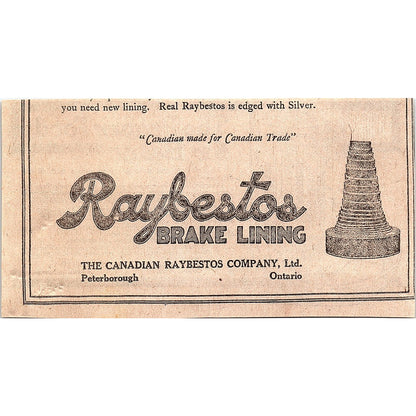 you need new lining. Real Raybestos is edged with Silver.
"Canadian made for Canadian Trade"
Raybestos
BRAKE LINING
THE CANADIAN RAYBESTOS COMPANY, Ltd.
Peterborough Ontario